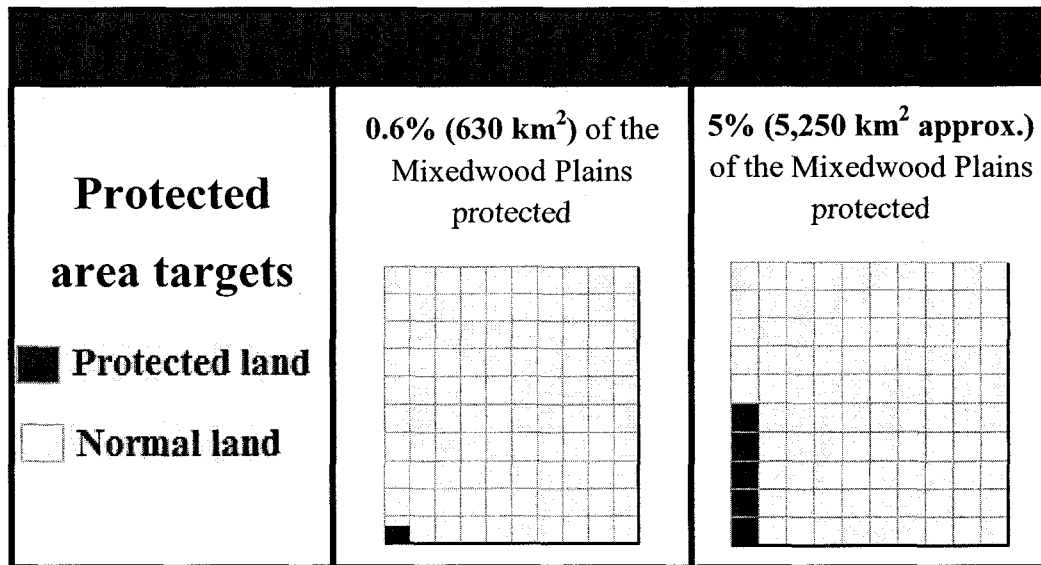 Protected
area targets
Protected land
Normal land
0.6% (630 km²) of the
Mixedwood Plains
protected
5% (5,250 km² approx.)
of the Mixedwood Plains
protected